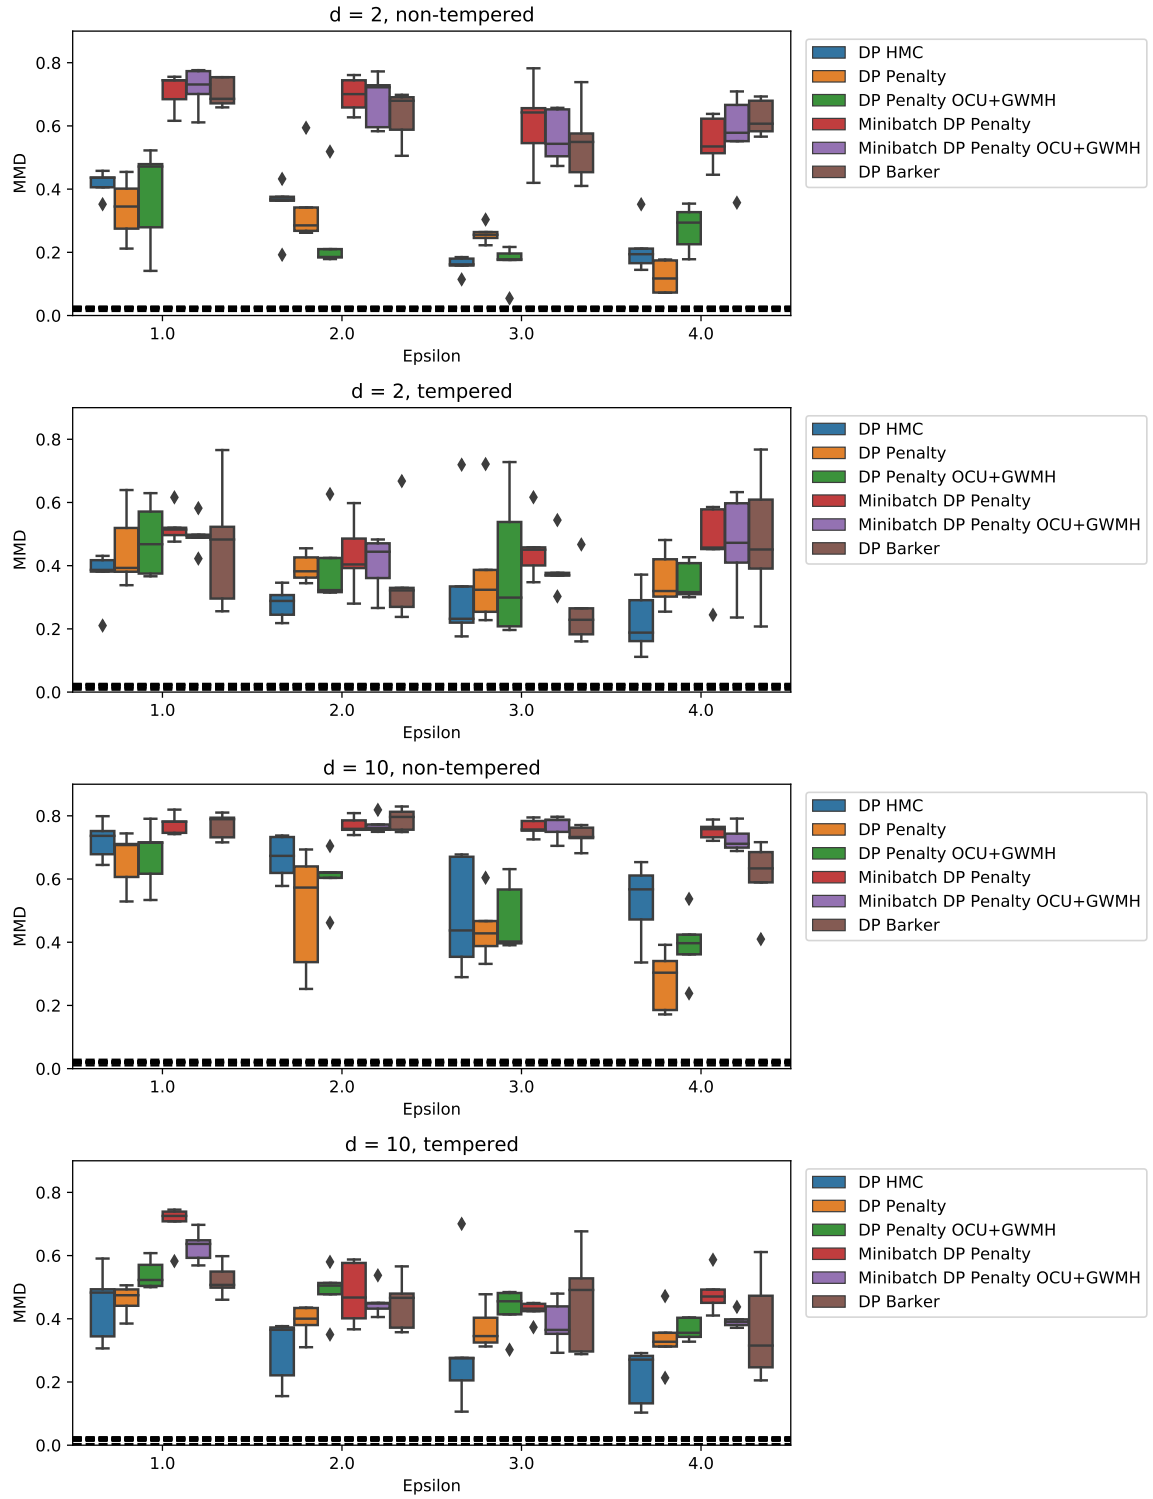 d = 2, non-tempered
MMD
0.8
0.6
0.4
0.2
0.0
1.0 2.0 3.0 4.0
Epsilon
DP HMC
DP Penalty
DP Penalty OCU+GWMH
Minibatch DP Penalty
Minibatch DP Penalty OCU+GWMH
DP Barker
d = 2, tempered
MMD
0.8
0.6
0.4
0.2
0.0
1.0 2.0 3.0 4.0
Epsilon
DP HMC
DP Penalty
DP Penalty OCU+GWMH
Minibatch DP Penalty
Minibatch DP Penalty OCU+GWMH
DP Barker
d = 10, non-tempered
MMD
0.8
0.6
0.4
0.2
0.0
1.0 2.0 3.0 4.0
Epsilon
DP HMC
DP Penalty
DP Penalty OCU+GWMH
Minibatch DP Penalty
Minibatch DP Penalty OCU+GWMH
DP Barker
d = 10, tempered
MMD
0.8
0.6
0.4
0.2
0.0
1.0 2.0 3.0 4.0
Epsilon
DP HMC
DP Penalty
DP Penalty OCU+GWMH
Minibatch DP Penalty
Minibatch DP Penalty OCU+GWMH
DP Barker